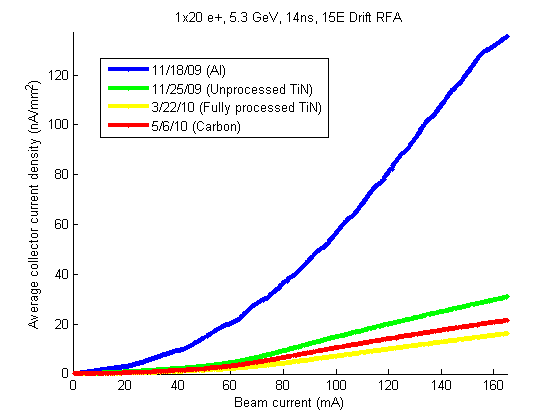 1x20 e+, 5.3 GeV, 14ns, 15E Drift RFA
11/18/09 (Al)
11/25/09 (Unprocessed TiN)
3/22/10 (Fully processed TiN)
5/6/10 (Carbon)
Average collector current density (nA/mm²)
120
100
80
60
40
20
0
0 20 40 60 80 100 120 140 160
Beam current (mA)